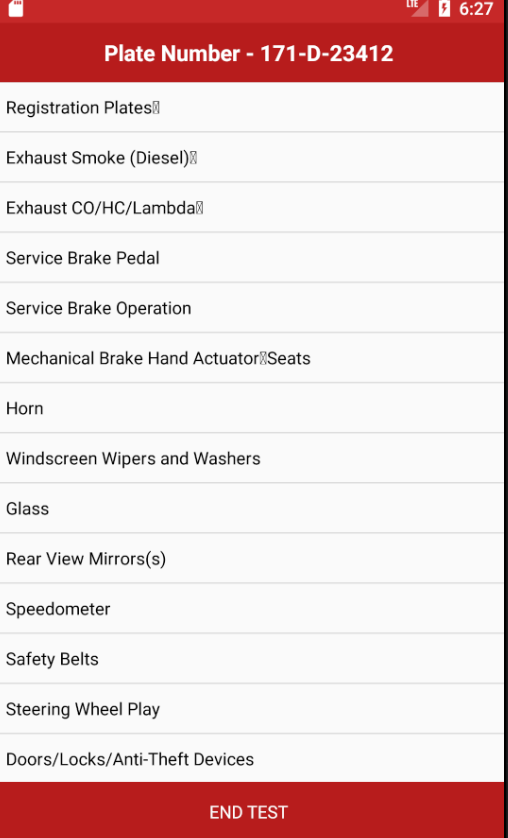 LTE 6:27
Plate Number - 171-D-23412
Registration Plates
Exhaust Smoke (Diesel)
Exhaust CO/HC/Lambda
Service Brake Pedal
Service Brake Operation
Mechanical Brake Hand Actuator Seats
Horn
Windscreen Wipers and Washers
Glass
Rear View Mirrors(s)
Speedometer
Safety Belts
Steering Wheel Play
Doors/Locks/Anti-Theft Devices
END TEST